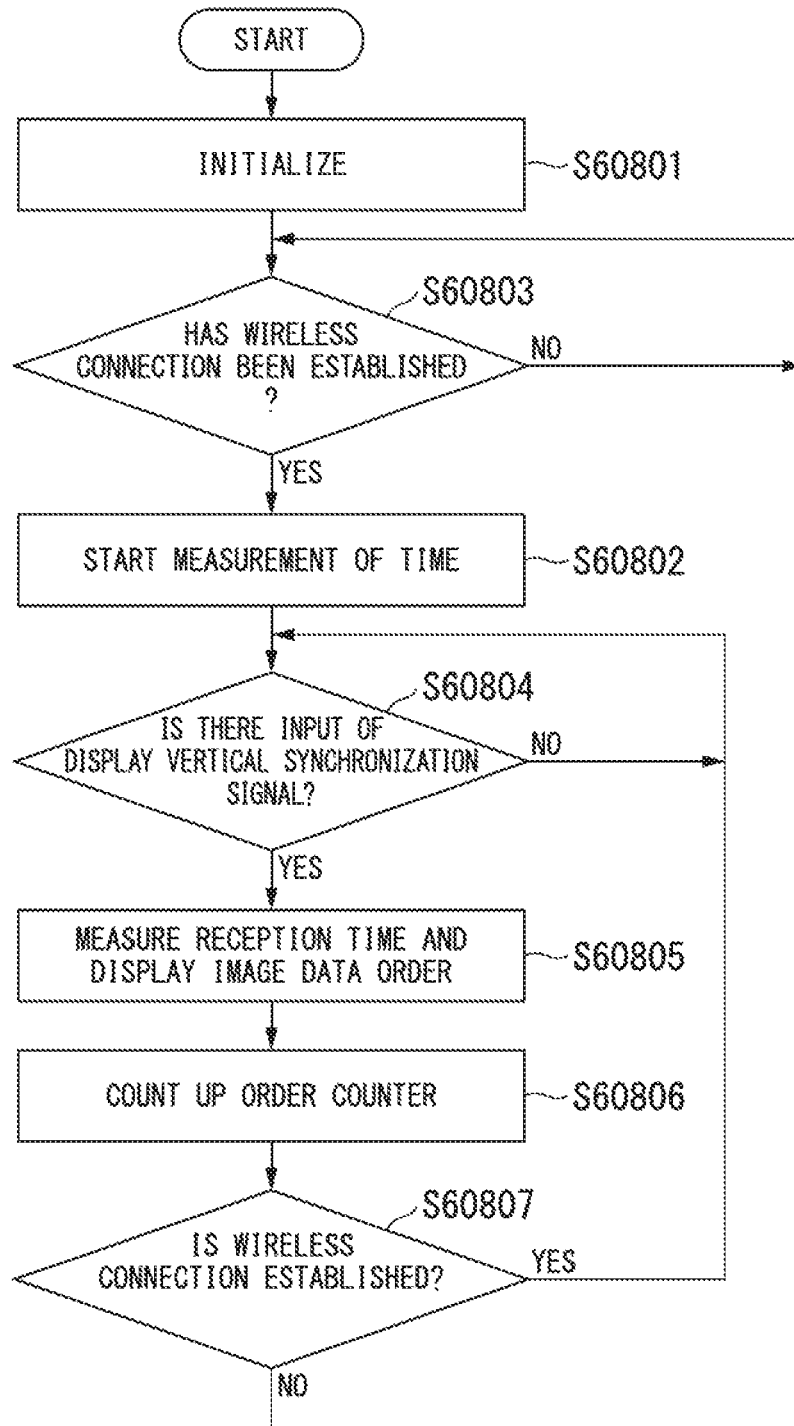 START
INITIALIZE
S60801
S60803
HAS WIRELESS
CONNECTION BEEN ESTABLISHED
?
NO
YES
START MEASUREMENT OF TIME
S60802
S60804
IS THERE INPUT OF
DISPLAY VERTICAL SYNCHRONIZATION
SIGNAL?
NO
YES
MEASURE RECEPTION TIME AND
DISPLAY IMAGE DATA ORDER
S60805
COUNT UP ORDER COUNTER
S60806
S60807
IS WIRELESS
CONNECTION ESTABLISHED?
YES
NO